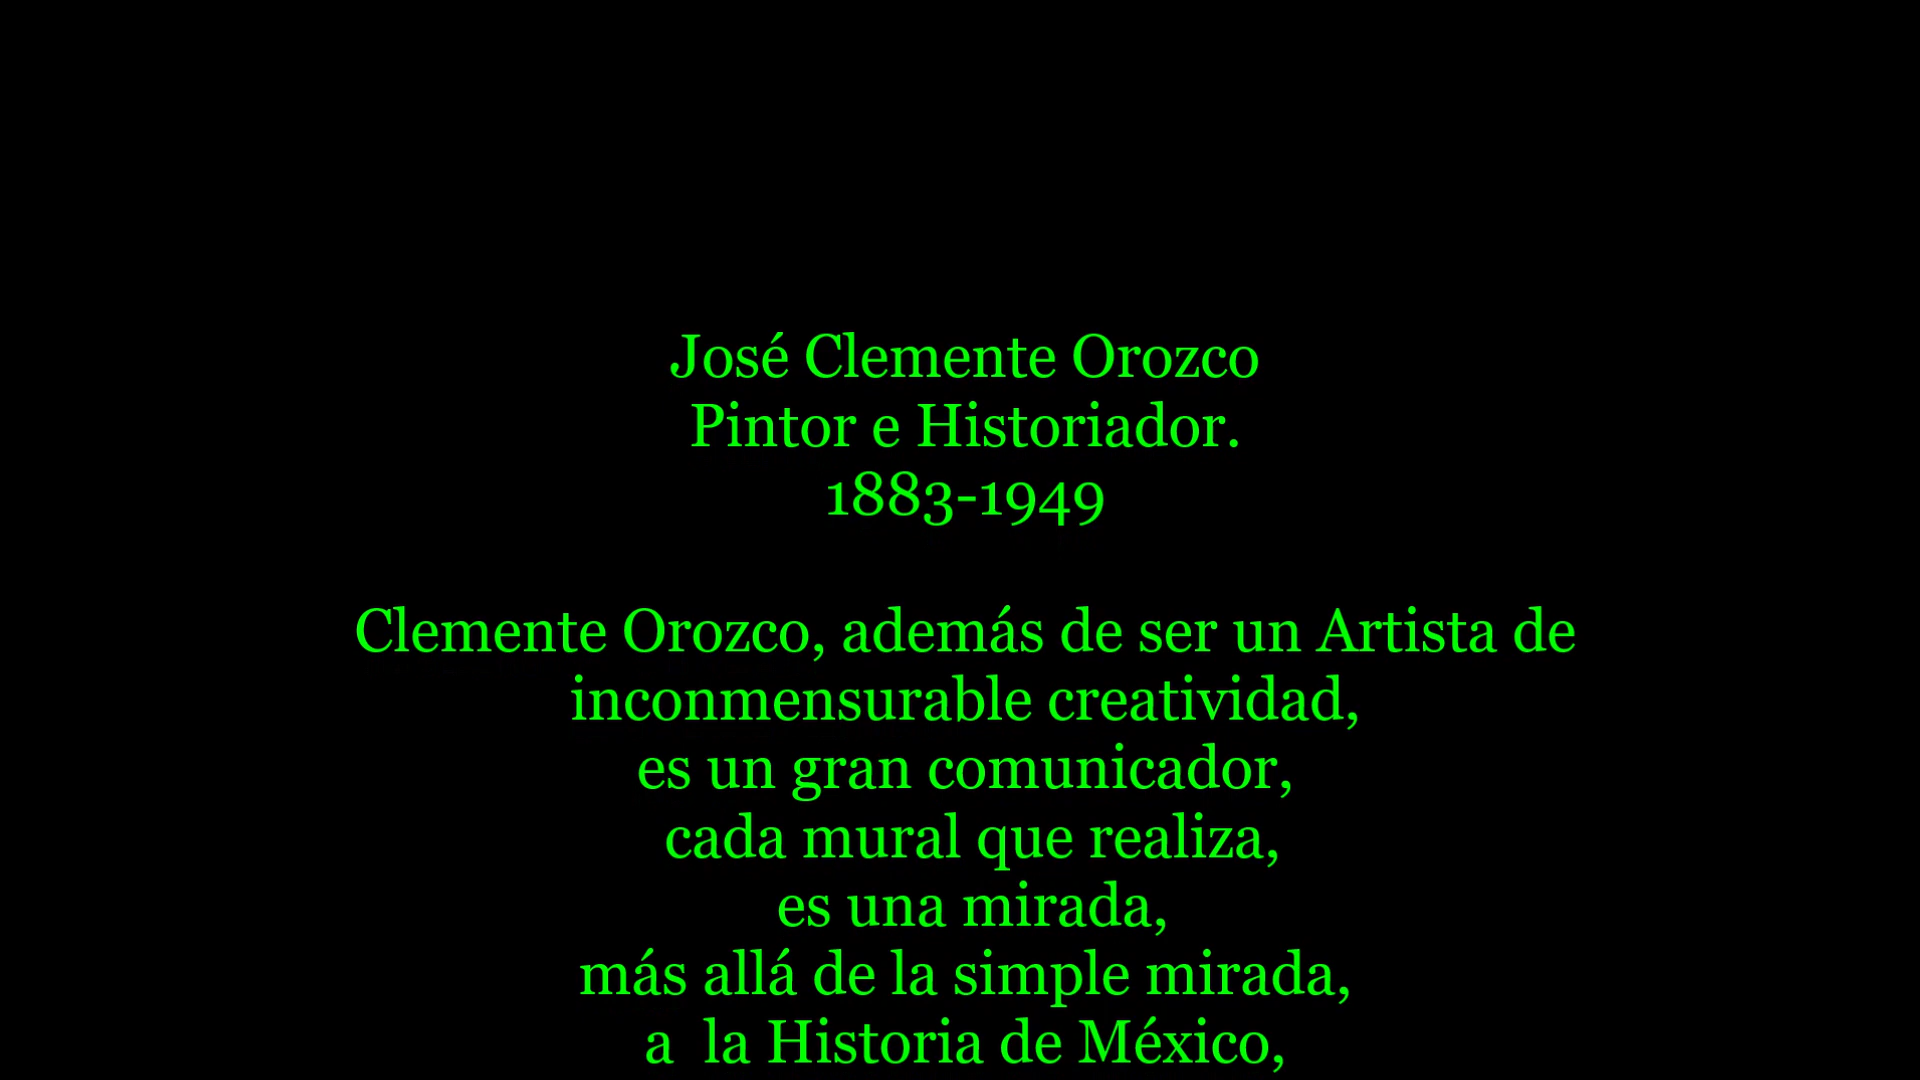 José Clemente Orozco
Pintor e Historiador.
1883-1949
Clemente Orozco, además de ser un Artista de
inconmensurable creatividad,
es un gran comunicador,
cada mural que realiza,
es una mirada,
más allá de la simple mirada,
a  la Historia de México,